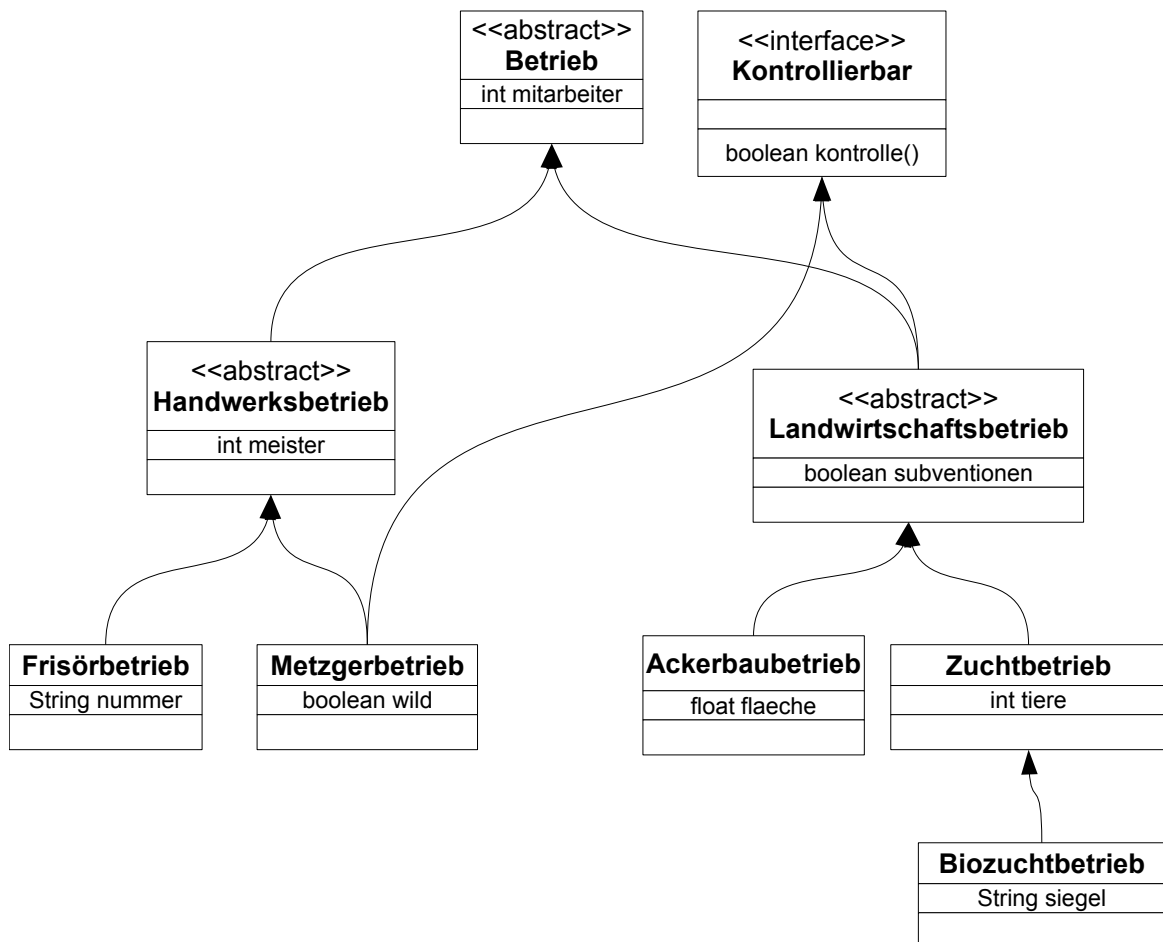 <<abstract>>
Betrieb
int mitarbeiter
<<interface>>
Kontrollierbar
boolean kontrolle()
<<abstract>>
Handwerksbetrieb
int meister
<<abstract>>
Landwirtschaftsbetrieb
boolean subventionen
Frisörbetrieb
String nummer
Metzgerbetrieb
boolean wild
Ackerbaubetrieb
float flaeche
Zuchtbetrieb
int tiere
Biozuchtbetrieb
String siegel